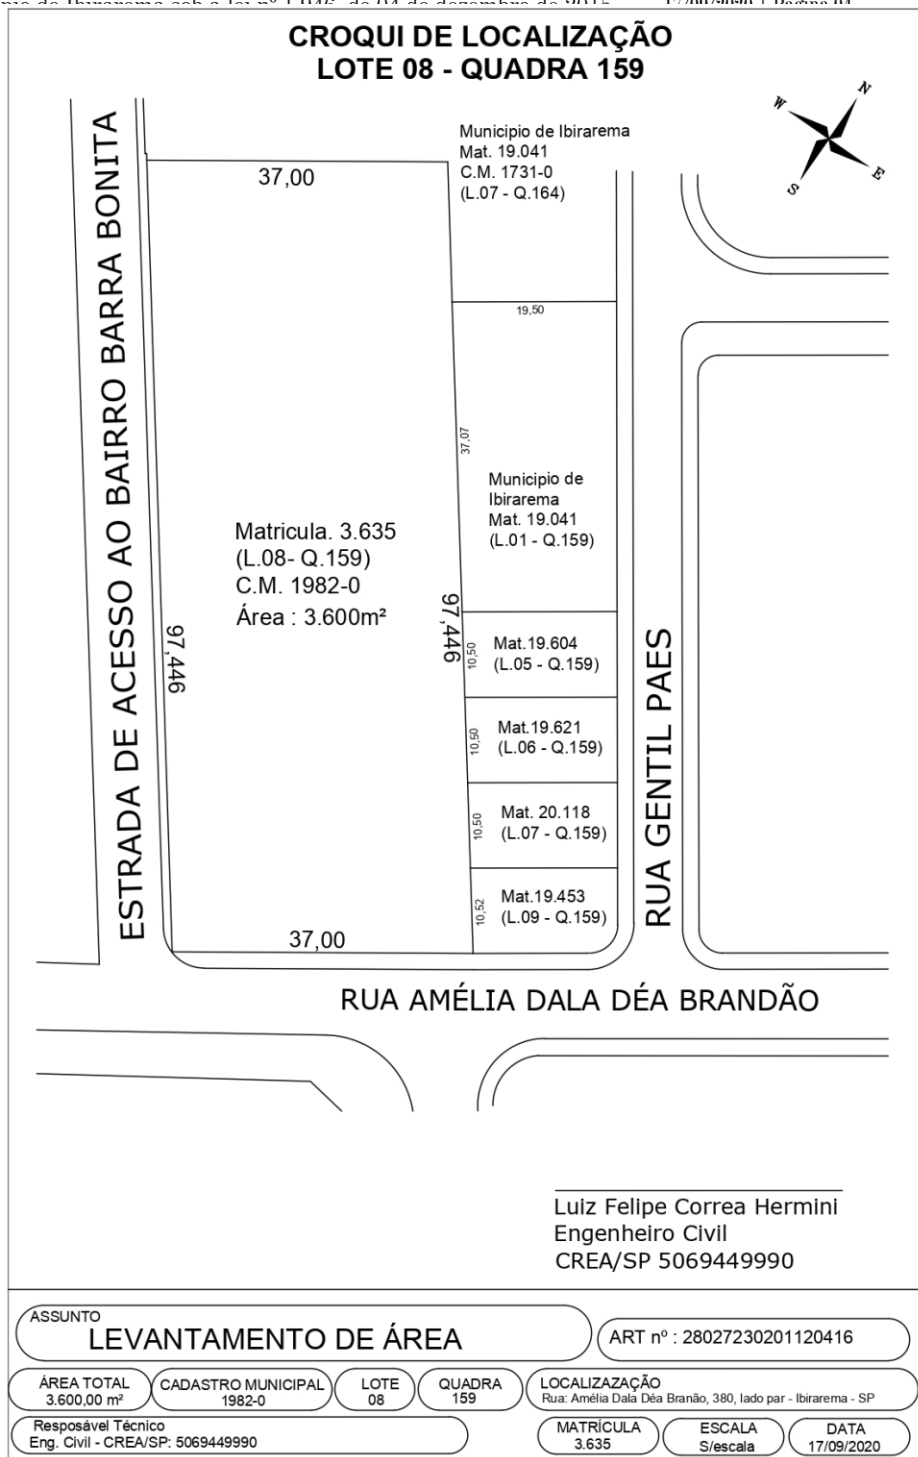 CROQUI DE LOCALIZAÇÃO
LOTE 08 - QUADRA 159
N
W
E
S
Municipio de Ibirarema
Mat. 19.041
C.M. 1731-0
(L.07 - Q.164)
37,00
ESTRADA DE ACESSO AO BAIRRO BARRA BONITA
19,50
37,07
Municipio de
Ibirarema
Mat. 19.041
(L.01 - Q.159)
Matricula. 3.635
(L.08- Q.159)
C.M. 1982-0
Área : 3.600m²
97,446
97,446
10,50
Mat.19.604
(L.05 - Q.159)
10,50
Mat.19.621
(L.06 - Q.159)
10,50
Mat. 20.118
(L.07 - Q.159)
10,52
Mat.19.453
(L.09 - Q.159)
RUA GENTIL PAES
37,00
RUA AMÉLIA DALA DÉA BRANDÃO
Luiz Felipe Correa Hermini
Engenheiro Civil
CREA/SP 5069449990
ASSUNTO
LEVANTAMENTO DE ÁREA
ART nº : 28027230201120416
ÁREA TOTAL
3.600,00 m²
CADASTRO MUNICIPAL
1982-0
LOTE
08
QUADRA
159
LOCALIZAZAÇÃO
Rua: Amélia Dala Déa Branão, 380, lado par - Ibirarema - SP
Resposável Técnico
Eng. Civil - CREA/SP: 5069449990
MATRÍCULA
3.635
ESCALA
S/escala
DATA
17/09/2020